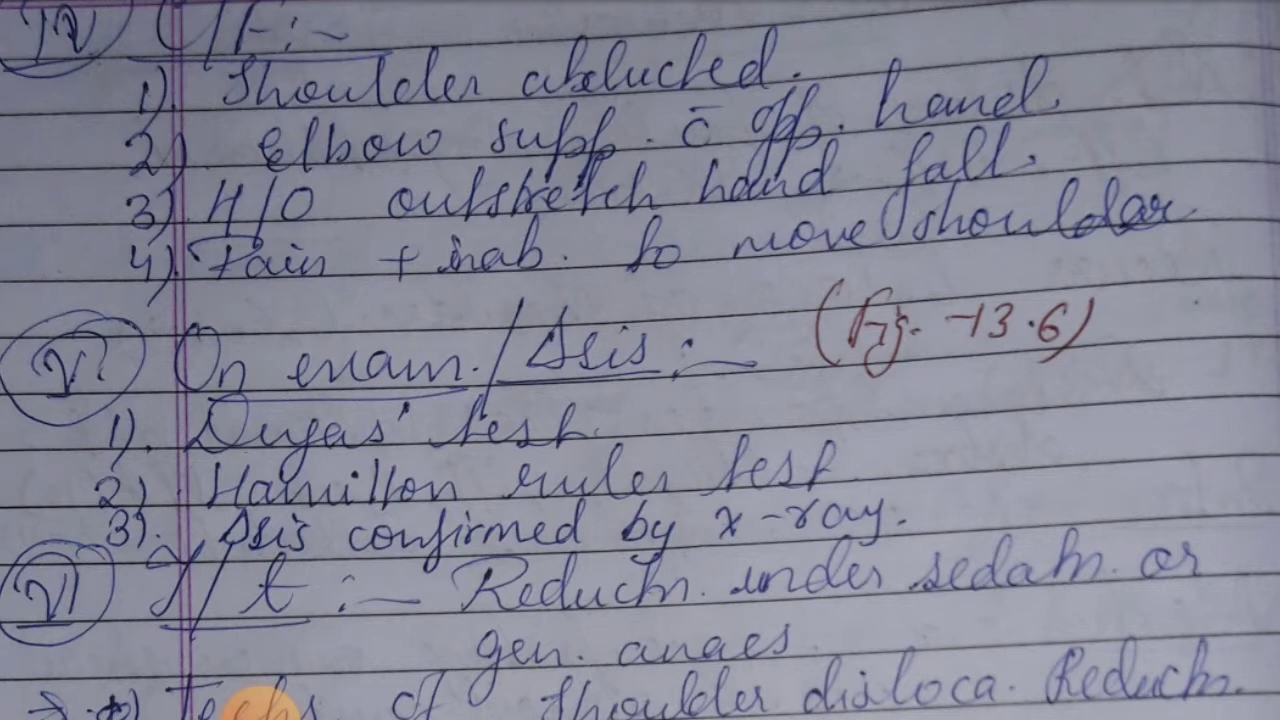 IV) C/F:-
1). Shoulder abducted.
2) Elbow supp. c̄ opp. hand.
3) H/O outstretch hand fall.
4). Pain + inab. to move shoulder
V) On exam./Δsis :- (fig. -13.6)
1). Dugas' test.
2) Hamilton ruler test
3). Δsis confirmed by x-ray.
VI) T/t :- Reductn. under sedatn. or
gen. anaes.
of Shoulder disloca. Reductn.